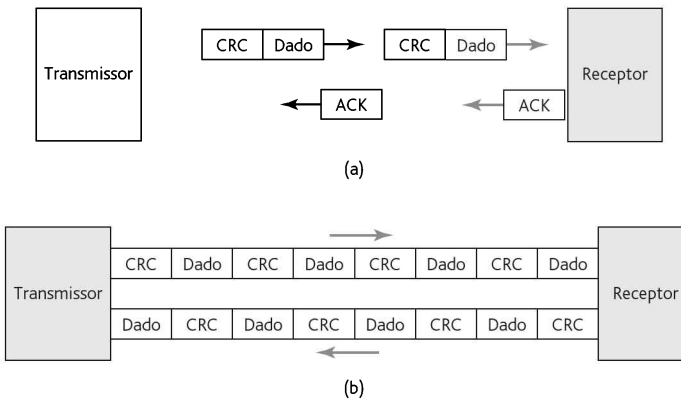 Transmissor
CRC Dado
CRC Dado
Receptor
ACK
ACK
(a)
Transmissor
CRC Dado CRC Dado CRC Dado CRC Dado
Receptor
Dado CRC Dado CRC Dado CRC Dado CRC
(b)